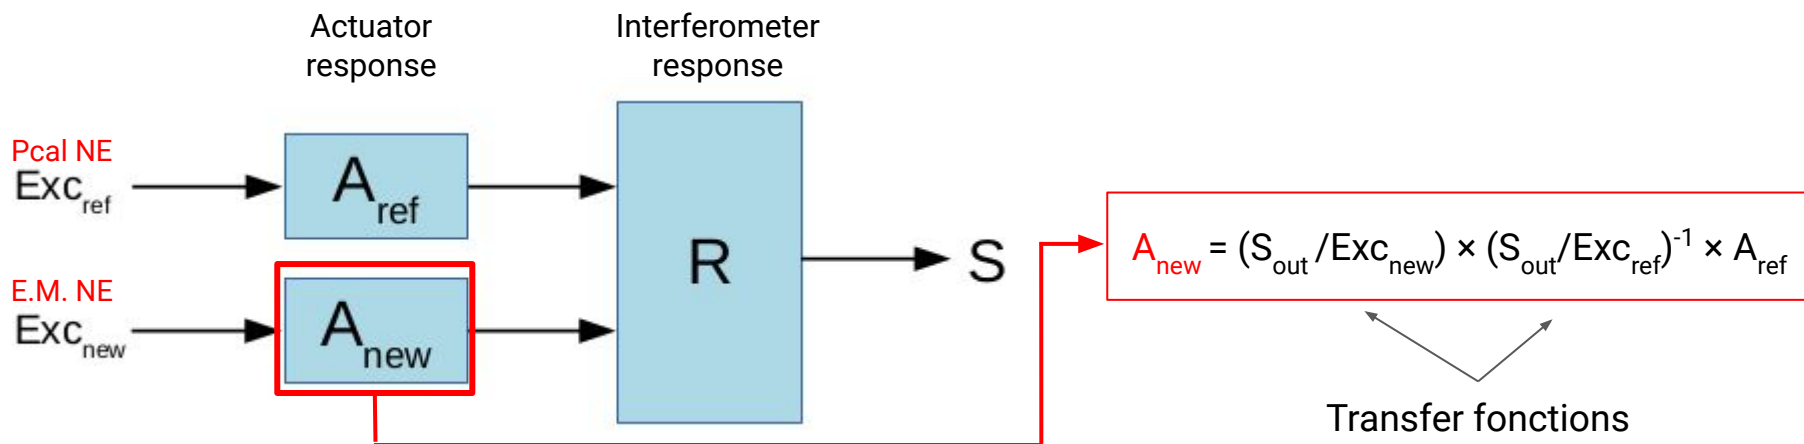 Actuator
response
Interferometer
response
Pcal NE
Exc_ref
A_ref
R
S
E.M. NE
Exc_new
A_new
A_new = (S_out /Exc_new) × (S_out/Exc_ref)^-1 × A_ref
Transfer fonctions